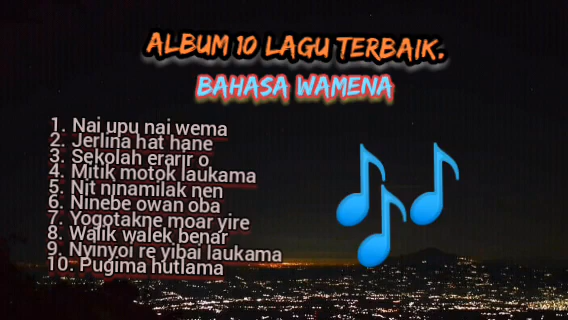 ALBUM 10 LAGU TERBAIK.
BAHASA WAMENA
1. Nai upu nai wema
2. Jerlina hat hane
3. Sekolah erarir o
4. Mitik motok laukama
5. Nit ninamilak nen
6. Ninebe owan oba
7. Yogotakne moar yire
8. Walik walek benar
9. Nyinyoi re yibai laukama
10. Pugima hutlama